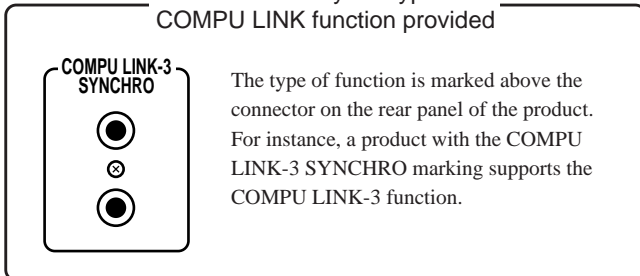 COMPU LINK function provided
COMPU LINK-3
SYNCHRO
The type of function is marked above the
connector on the rear panel of the product.
For instance, a product with the COMPU
LINK-3 SYNCHRO marking supports the
COMPU LINK-3 function.